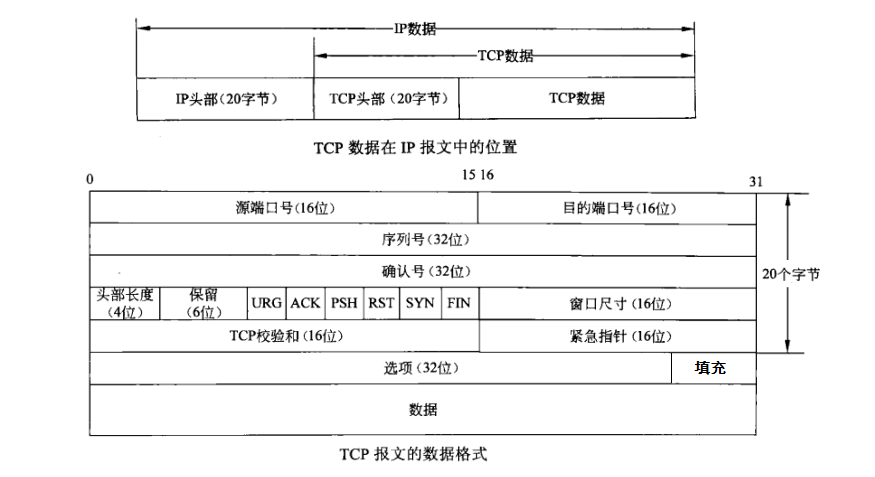 IP数据
TCP数据
IP头部(20字节) TCP头部(20字节) TCP数据
TCP 数据在 IP 报文中的位置
0 15 16 31
源端口号(16位) 目的端口号(16位)
序列号(32位)
20个字节
确认号(32位)
头部长度(4位) 保留(6位) URG ACK PSH RST SYN FIN 窗口尺寸(16位)
TCP校验和(16位) 紧急指针(16位)
选项(32位) 填充
数据
TCP 报文的数据格式